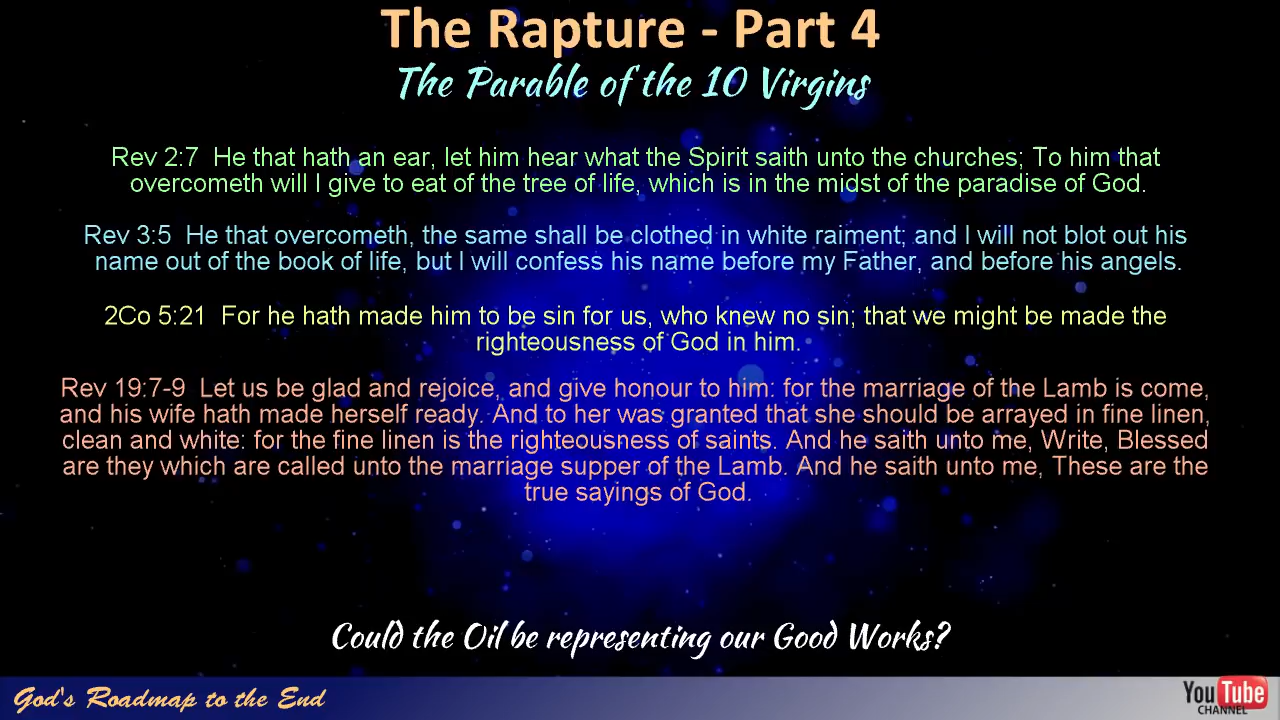 The Rapture - Part 4
The Parable of the 10 Virgins
Rev 2:7  He that hath an ear, let him hear what the Spirit saith unto the churches; To him that
overcometh will I give to eat of the tree of life, which is in the midst of the paradise of God.
Rev 3:5  He that overcometh, the same shall be clothed in white raiment; and I will not blot out his
name out of the book of life, but I will confess his name before my Father, and before his angels.
2Co 5:21  For he hath made him to be sin for us, who knew no sin; that we might be made the
righteousness of God in him.
Rev 19:7-9  Let us be glad and rejoice, and give honour to him: for the marriage of the Lamb is come,
and his wife hath made herself ready. And to her was granted that she should be arrayed in fine linen,
clean and white: for the fine linen is the righteousness of saints. And he saith unto me, Write, Blessed
are they which are called unto the marriage supper of the Lamb. And he saith unto me, These are the
true sayings of God.
Could the Oil be representing our Good Works?
God's Roadmap to the End
YouTube
CHANNEL